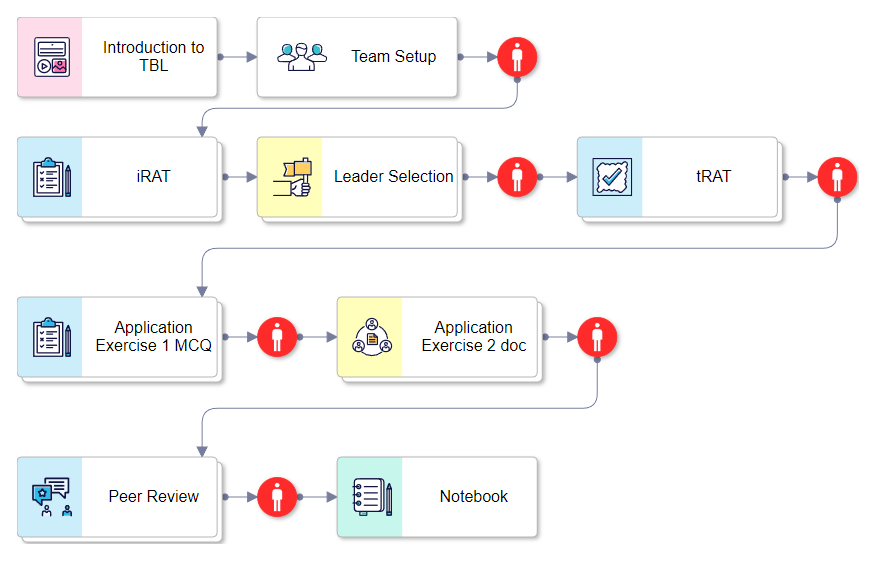 Introduction to
TBL
Team Setup
iRAT
Leader Selection
tRAT
Application
Exercise 1 MCQ
Application
Exercise 2 doc
Peer Review
Notebook